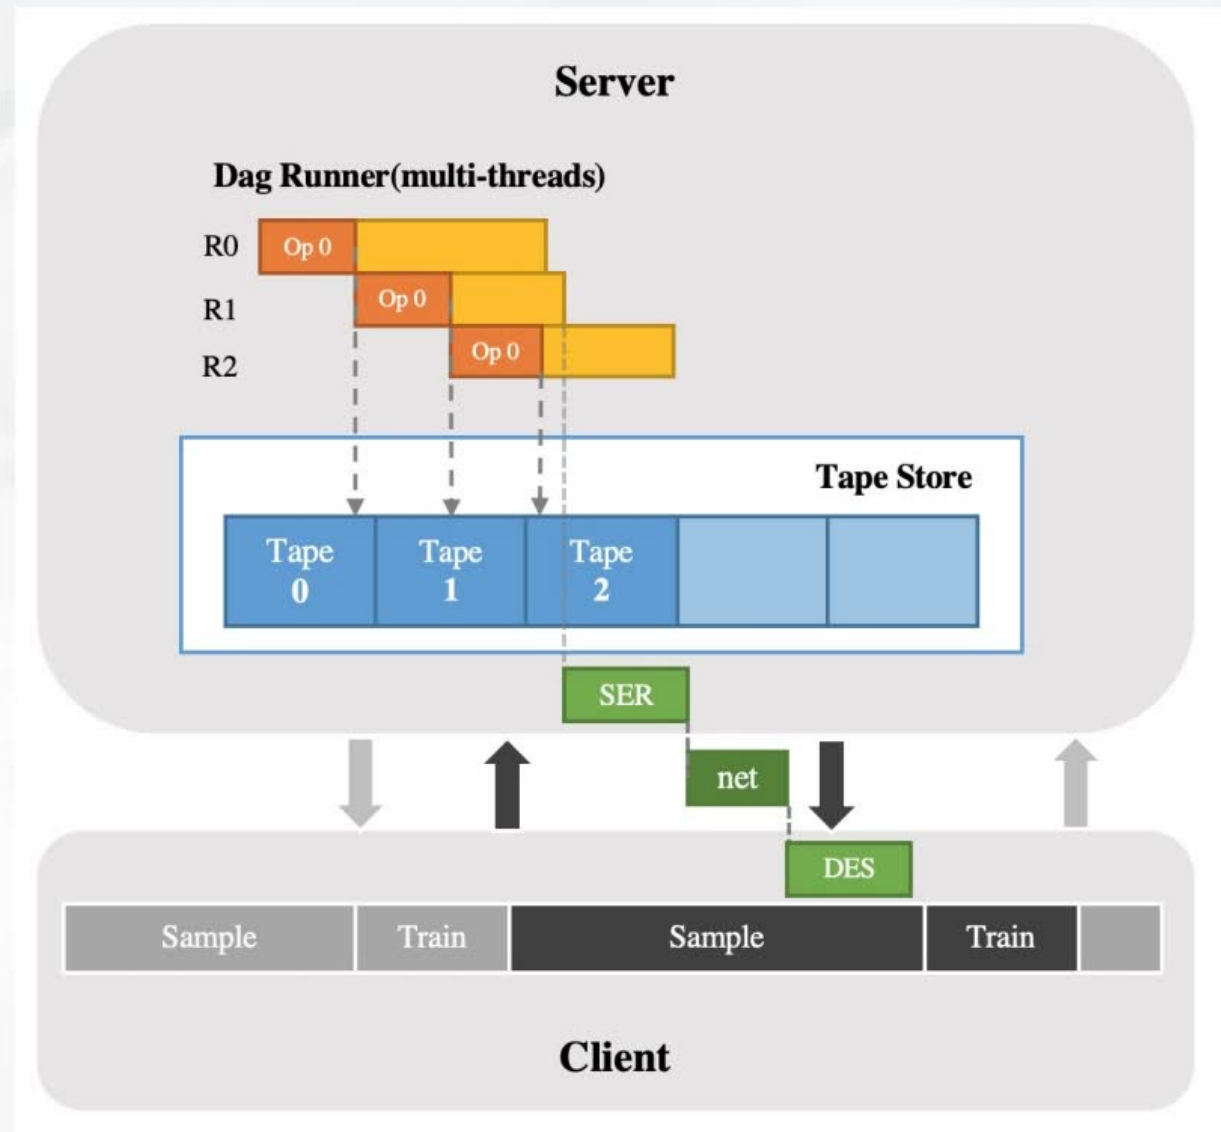 Server
Dag Runner(multi-threads)
R0
Op 0
R1
Op 0
R2
Op 0
Tape Store
Tape
0
Tape
1
Tape
2
SER
net
DES
Sample
Train
Sample
Train
Client